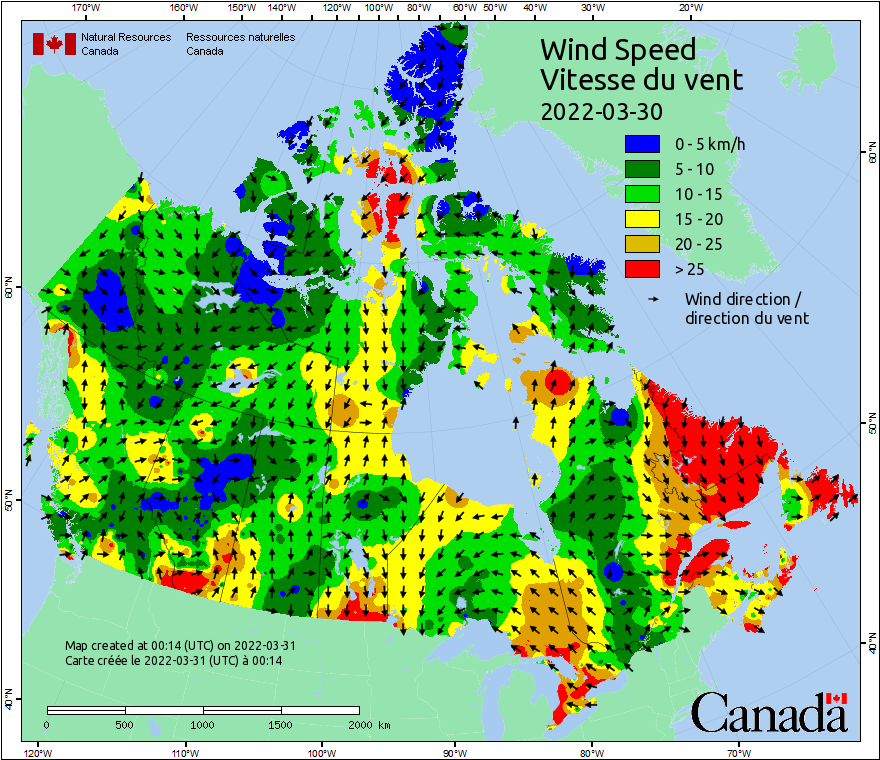 170°W 160°W 150°W 140°W 130°W 120°W 110°W 100°W 80°W 60°W 50°W 40°W 30°W 20°W
Natural Resources Ressources naturelles
Canada Canada
Wind Speed
Vitesse du vent
2022-03-30
0 - 5 km/h
5 - 10
10 - 15
15 - 20
20 - 25
> 25
Wind direction /
direction du vent
60°N
60°N
50°N
50°N
40°N
40°N
Map created at 00:14 (UTC) on 2022-03-31
Carte créée le 2022-03-31 (UTC) à 00:14
0 500 1000 1500 2000 km
Canada
120°W 110°W 100°W 90°W 80°W 70°W